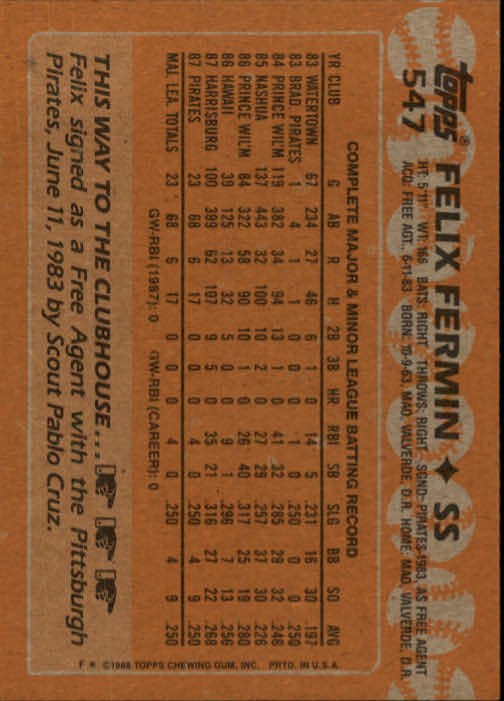 topps® FELIX FERMIN ♦ SS
547 HT: 5'11" WT: 166 BATS: RIGHT THROWS: RIGHT SGND- PIRATES-1983, AS FREE AGENT
ACQ: FREE AGT., 6-11-83 BORN: 10-9-63, MAO, VALVERDE, D.R. HOME: MAO, VALVERDE, D.R.
COMPLETE MAJOR & MINOR LEAGUE BATTING RECORD
YR CLUB G AB R H 2B 3B HR RBI SB SLG BB SO AVG
83 WATERTOWN 67 234 27 46 6 1 0 14 5 .231 16 30 .197
83 BRAD. PIRATES 1 4 1 1 0 0 0 1 0 .250 0 0 .250
84 PRINCE WIL'M 119 382 34 94 13 1 0 41 32 .285 29 32 .246
85 NASHUA 137 443 32 100 10 2 0 27 29 .257 37 30 .226
86 PRINCE WIL'M 84 322 58 90 10 1 0 26 40 .317 25 19 .280
86 HAWAII 39 125 13 32 5 0 0 9 1 .296 7 13 .256
87 HARRISBURG 100 399 62 107 9 5 0 35 21 .316 27 22 .268
87 PIRATES 23 68 6 17 0 0 0 4 0 .250 4 9 .250
MAJ. LEA. TOTALS 23 68 6 17 0 0 0 4 0 .250 4 9 .250
GW-RBI (1987): 0 GW-RBI (CAREER): 0
F * ©1988 TOPPS CHEWING GUM, INC. PRTD. IN U.S.A.
THIS WAY TO THE CLUBHOUSE...
Felix signed as a Free Agent with the Pittsburgh
Pirates, June 11, 1983 by Scout Pablo Cruz.